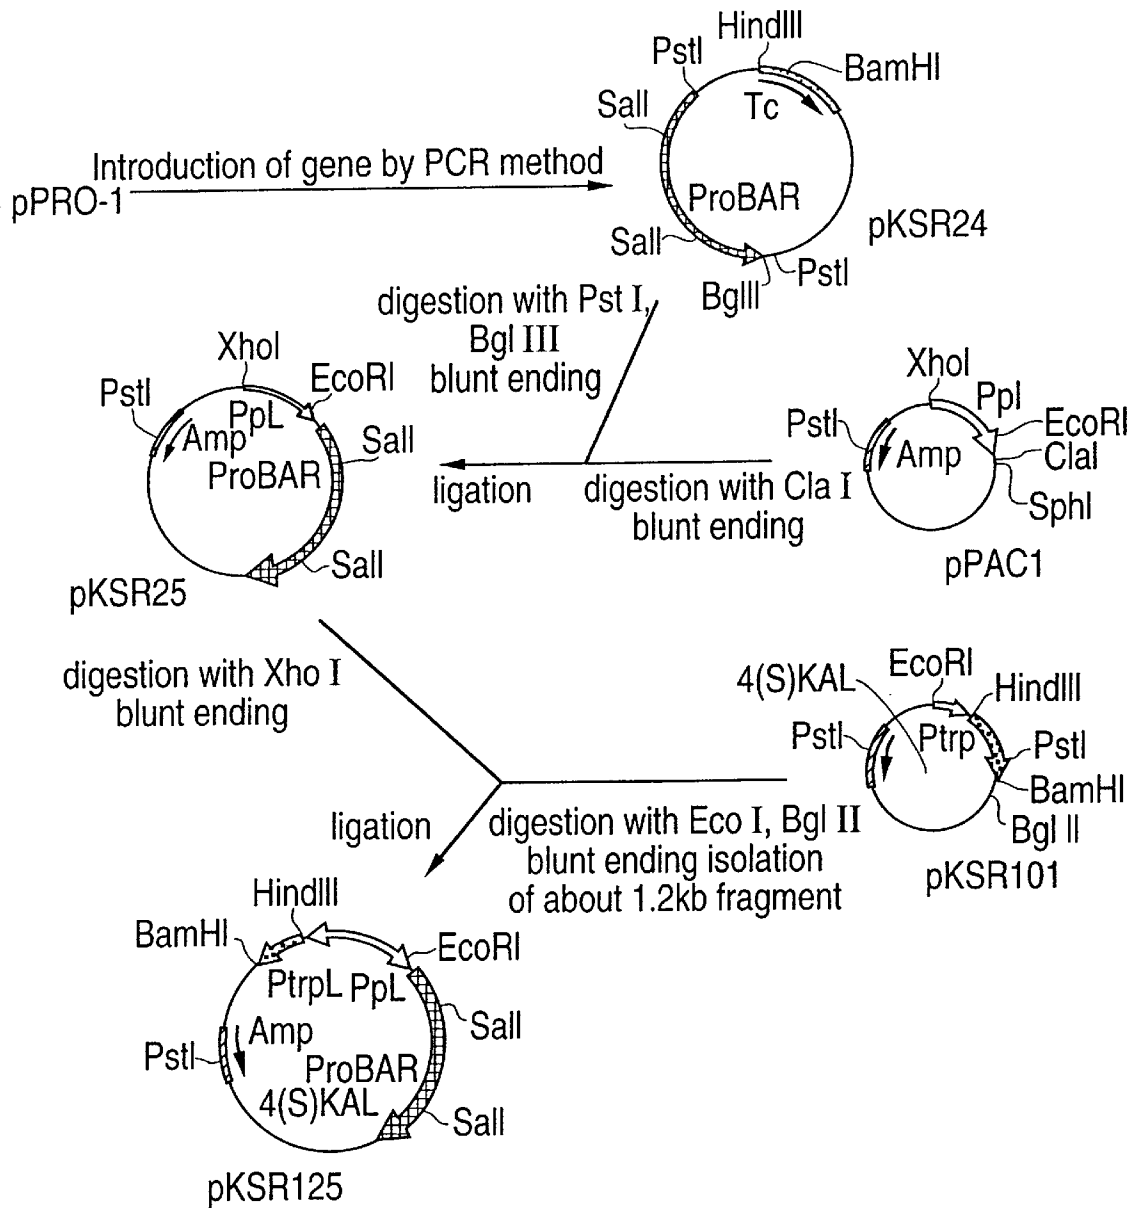 HindIII
PstI
BamHI
SalI
Tc
Introduction of gene by PCR method
pPRO-1
ProBAR
pKSR24
SalI
PstI
BglII
digestion with Pst I,
Bgl III
blunt ending
XhoI
EcoRI
PstI
PpL
Amp
SalI
ProBAR
SalI
pKSR25
ligation
digestion with Cla I
blunt ending
XhoI
PpI
PstI
EcoRI
Amp
ClaI
SphI
pPAC1
digestion with Xho I
blunt ending
4(S)KAL
EcoRI
HindIII
PstI
Ptrp
PstI
BamHI
Bgl II
pKSR101
ligation
digestion with Eco I, Bgl II
blunt ending isolation
of about 1.2kb fragment
HindIII
BamHI
EcoRI
PtrpL PpL
SalI
Amp
PstI
ProBAR
4(S)KAL
SalI
pKSR125